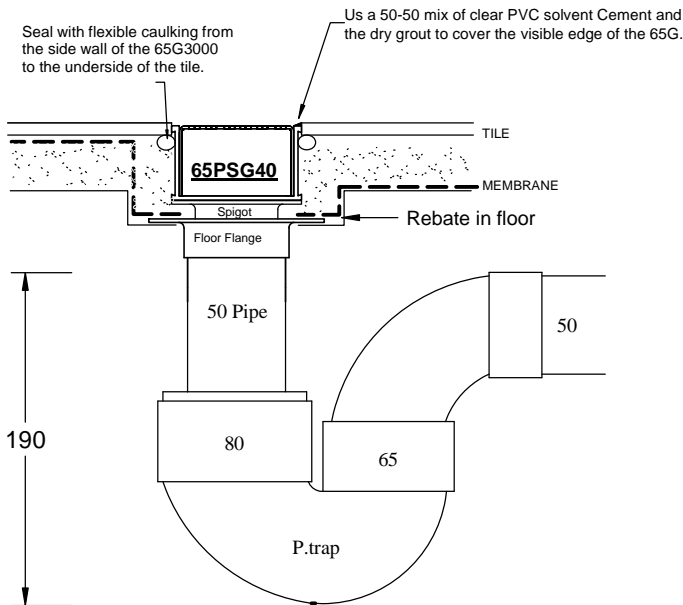 Seal with flexible caulking from
the side wall of the 65G3000
to the underside of the tile.
Us a 50-50 mix of clear PVC solvent Cement and
the dry grout to cover the visible edge of the 65G.
TILE
65PSG40
MEMBRANE
Spigot
Rebate in floor
Floor Flange
50 Pipe
50
190
80
65
P.trap